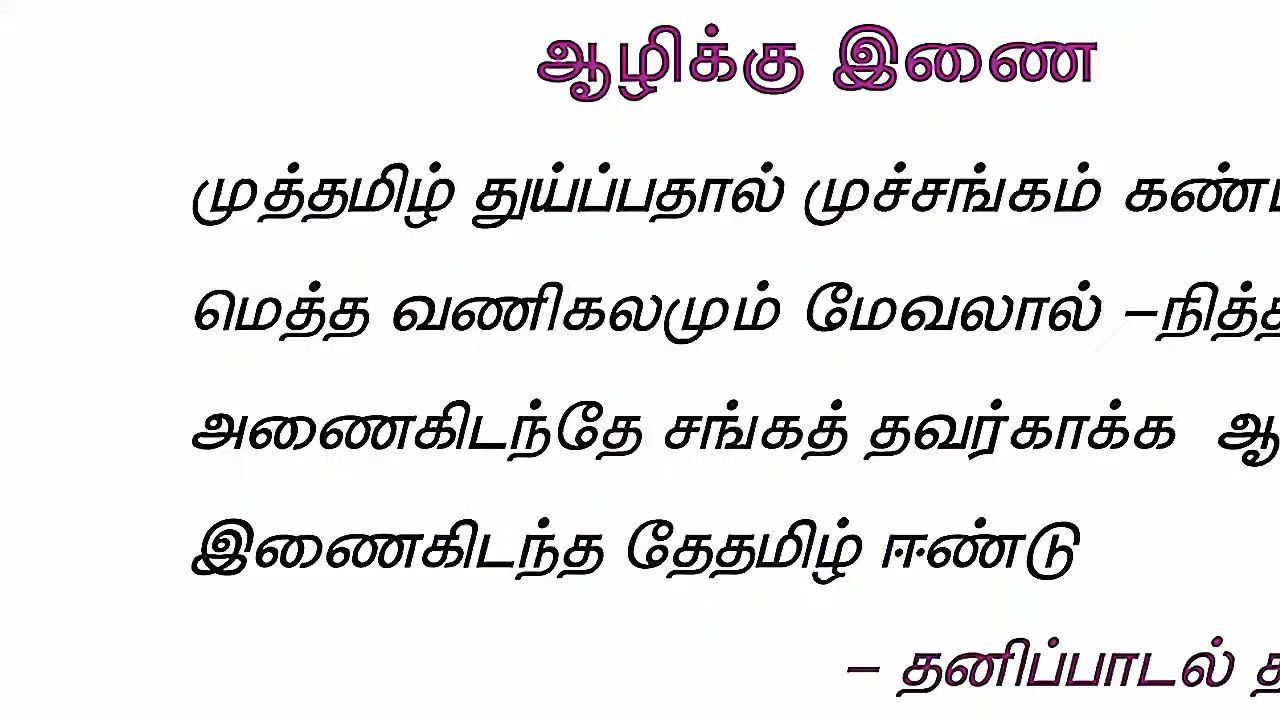 ஆழிக்கு இணை
முத்தமிழ் துய்ப்பதால் முச்சங்கம்
மெத்த வணிகலமும் மேவலால் –
அணைகிடந்தே சங்கத் தவர்காக்க
இணைகிடந்த தேதமிழ் ஈண்டு
– தனிப்பாடல்